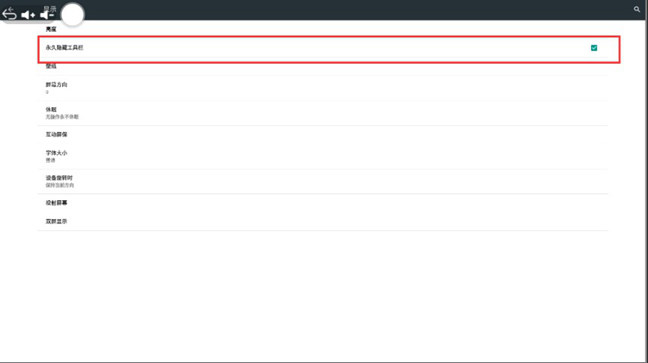 显示
亮度
永久隐藏工具栏
壁纸
屏幕方向
0
休眠
无操作永不休眠
互动屏保
字体大小
普通
设备旋转时
保持当前方向
投射屏幕
双屏显示